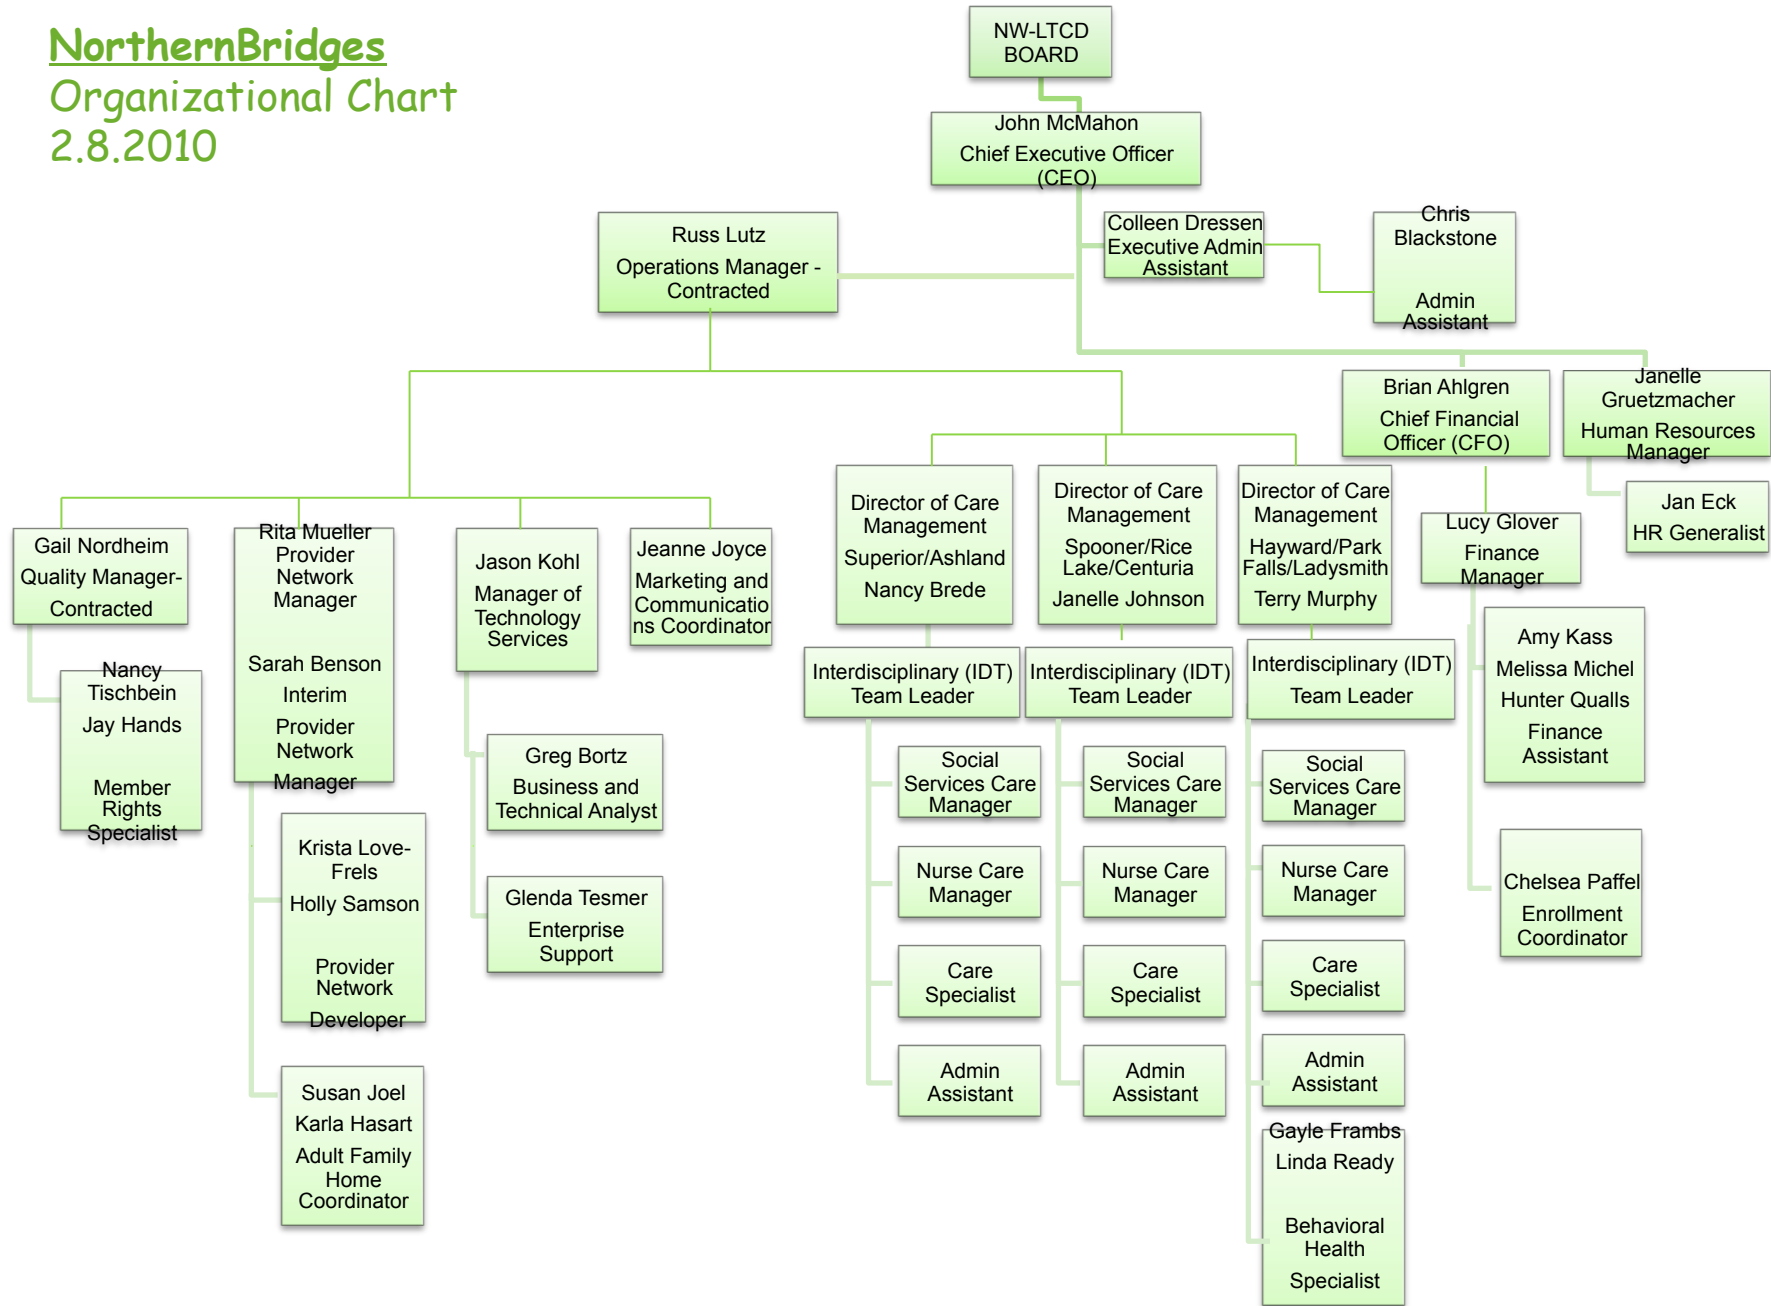 NorthernBridges
Organizational Chart
2.8.2010
NW-LTCD
BOARD
John McMahon
Chief Executive Officer
(CEO)
Russ Lutz
Operations Manager -
Contracted
Colleen Dressen
Executive Admin
Assistant
Chris
Blackstone
Admin
Assistant
Brian Ahlgren
Chief Financial
Officer (CFO)
Janelle
Gruetzmacher
Human Resources
Manager
Jan Eck
HR Generalist
Lucy Glover
Finance
Manager
Amy Kass
Melissa Michel
Hunter Qualls
Finance
Assistant
Chelsea Paffel
Enrollment
Coordinator
Gail Nordheim
Quality Manager-
Contracted
Nancy
Tischbein
Jay Hands
Member
Rights
Specialist
Rita Mueller
Provider
Network
Manager
Sarah Benson
Interim
Provider
Network
Manager
Krista Love-
Frels
Holly Samson
Provider
Network
Developer
Susan Joel
Karla Hasart
Adult Family
Home
Coordinator
Jason Kohl
Manager of
Technology
Services
Greg Bortz
Business and
Technical Analyst
Glenda Tesmer
Enterprise
Support
Jeanne Joyce
Marketing and
Communicatio
ns Coordinator
Director of Care
Management
Superior/Ashland
Nancy Brede
Interdisciplinary (IDT)
Team Leader
Social
Services Care
Manager
Nurse Care
Manager
Care
Specialist
Admin
Assistant
Director of Care
Management
Spooner/Rice
Lake/Centuria
Janelle Johnson
Interdisciplinary (IDT)
Team Leader
Social
Services Care
Manager
Nurse Care
Manager
Care
Specialist
Admin
Assistant
Director of Care
Management
Hayward/Park
Falls/Ladysmith
Terry Murphy
Interdisciplinary (IDT)
Team Leader
Social
Services Care
Manager
Nurse Care
Manager
Care
Specialist
Admin
Assistant
Gayle Frambs
Linda Ready
Behavioral
Health
Specialist